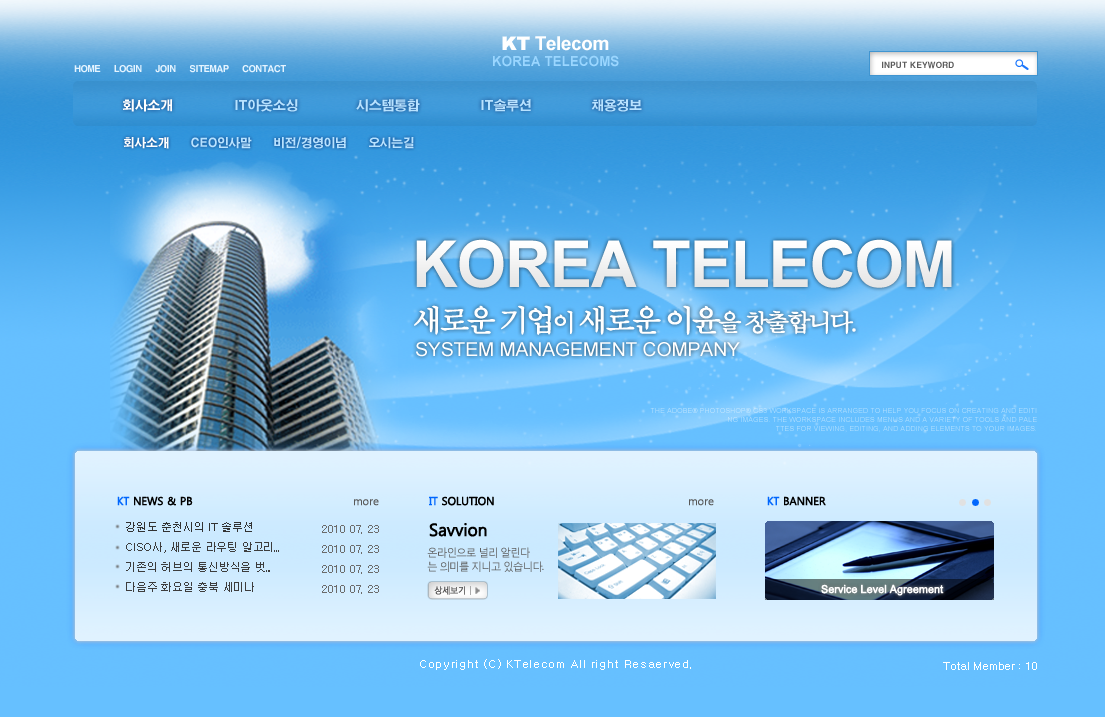 KT Telecom
KOREA TELECOMS
HOME LOGIN JOIN SITEMAP CONTACT
INPUT KEYWORD
회사소개 IT아웃소싱 시스템통합 IT솔루션 채용정보
회사소개 CEO인사말 비전/경영이념 오시는길
KOREA TELECOM
새로운 기업이 새로운 이윤을 창출합니다.
SYSTEM MANAGEMENT COMPANY
THE ADOBE® PHOTOSHOP® CS2 WORKSPACE IS ARRANGED TO HELP YOU FOCUS ON CREATING AND EDITI
NG IMAGES. THE WORKSPACE INCLUDES MENUS AND A VARIETY OF TOOLS AND PALE
TTES FOR VIEWING, EDITING, AND ADDING ELEMENTS TO YOUR IMAGES.
KT NEWS & PB more
강원도 춘천시의 IT 솔루션 2010 07, 23
CISO사, 새로운 라우팅 알고리... 2010 07, 23
기존의 허브의 통신방식을 벗... 2010 07, 23
다음주 화요일 충북 세미나 2010 07, 23
IT SOLUTION more
Savvion
온라인으로 널리 알린다
는 의미를 지니고 있습니다.
상세보기
KT BANNER
Service Level Agreement
Copyright (C) KTelecom All right Resaerved,
Total Member : 10